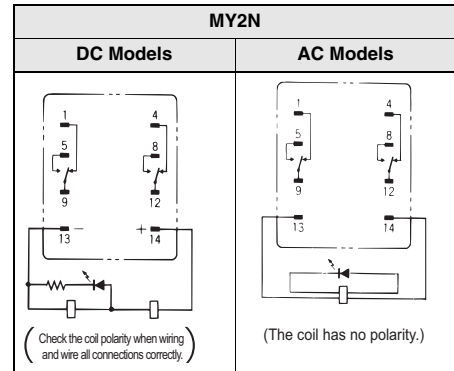 MY2N
DC Models AC Models
1 4
5 8
9 12
13 − + 14
(Check the coil polarity when wiring
and wire all connections correctly.)
1 4
5 8
9 12
13 14
(The coil has no polarity.)